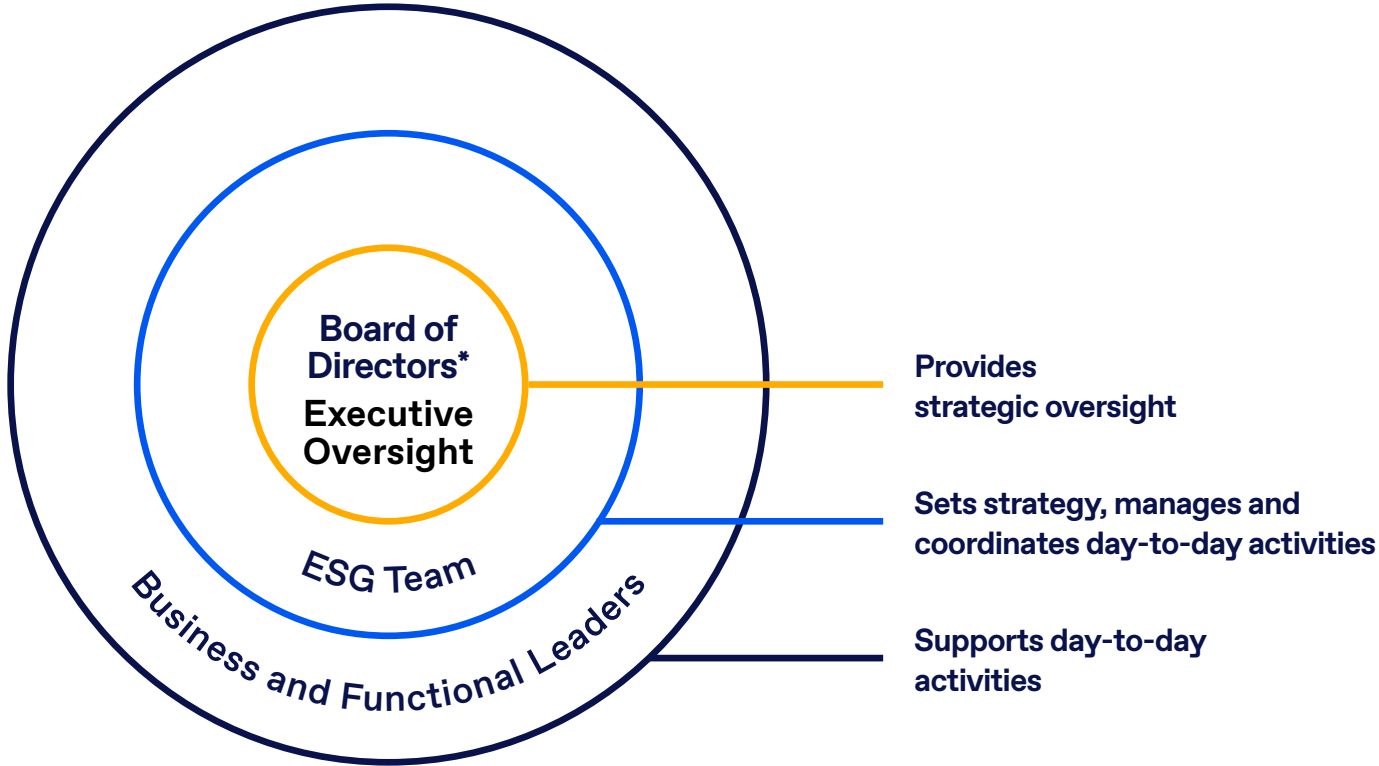 Board of
Directors*
Executive
Oversight
ESG Team
Business and Functional Leaders
Provides
strategic oversight
Sets strategy, manages and
coordinates day-to-day activities
Supports day-to-day
activities